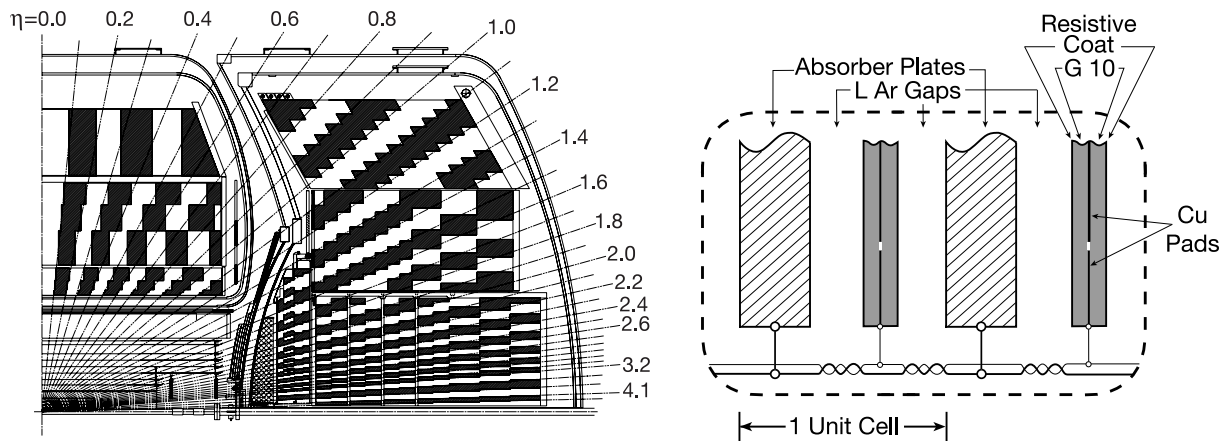 η=0.0
0.2
0.4
0.6
0.8
1.0
1.2
1.4
1.6
1.8
2.0
2.2
2.4
2.6
3.2
4.1
Resistive
Coat
G 10
Absorber Plates
L Ar Gaps
Cu
Pads
1 Unit Cell